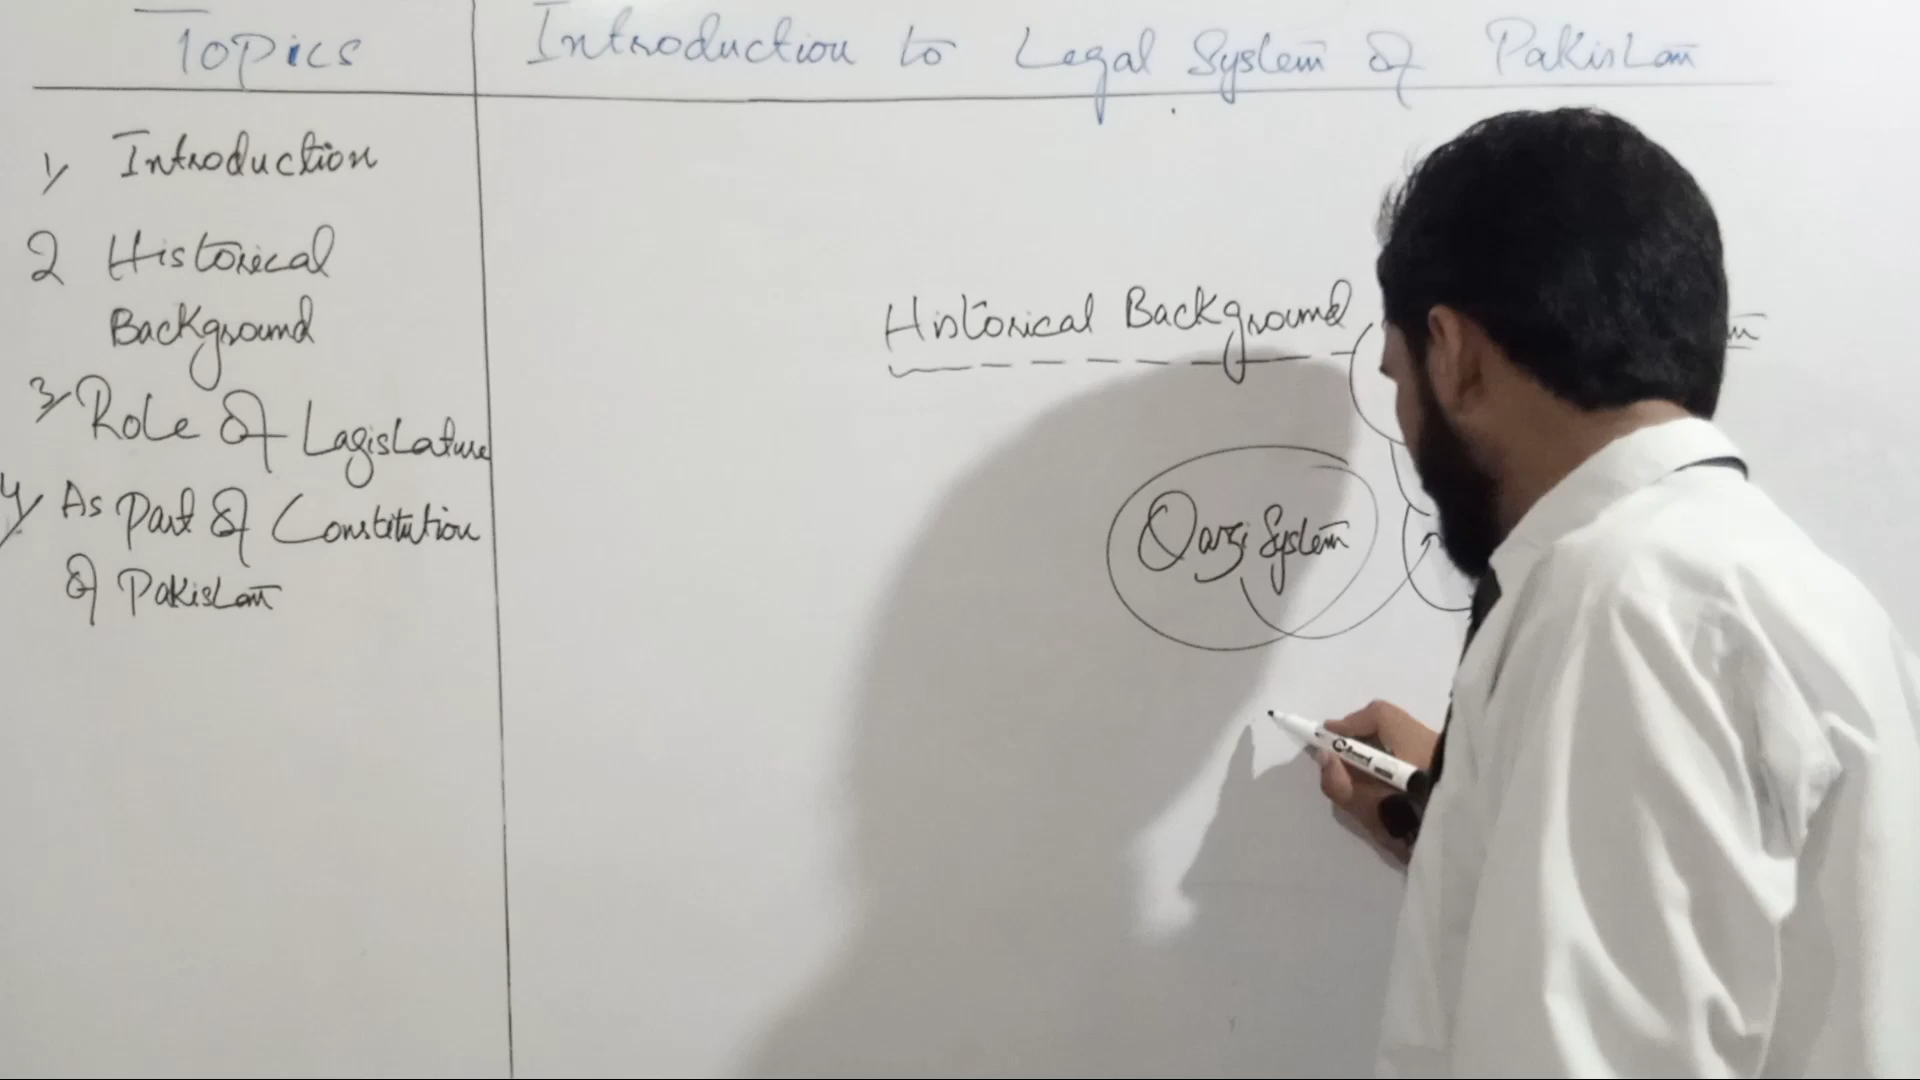 Topics
Introduction to Legal System of Pakistan
1, Introduction
2 Historical
Background
3, Role of Lagislature
4, As Part of Constitution
of Pakistan
Historical Background
Qarzi System